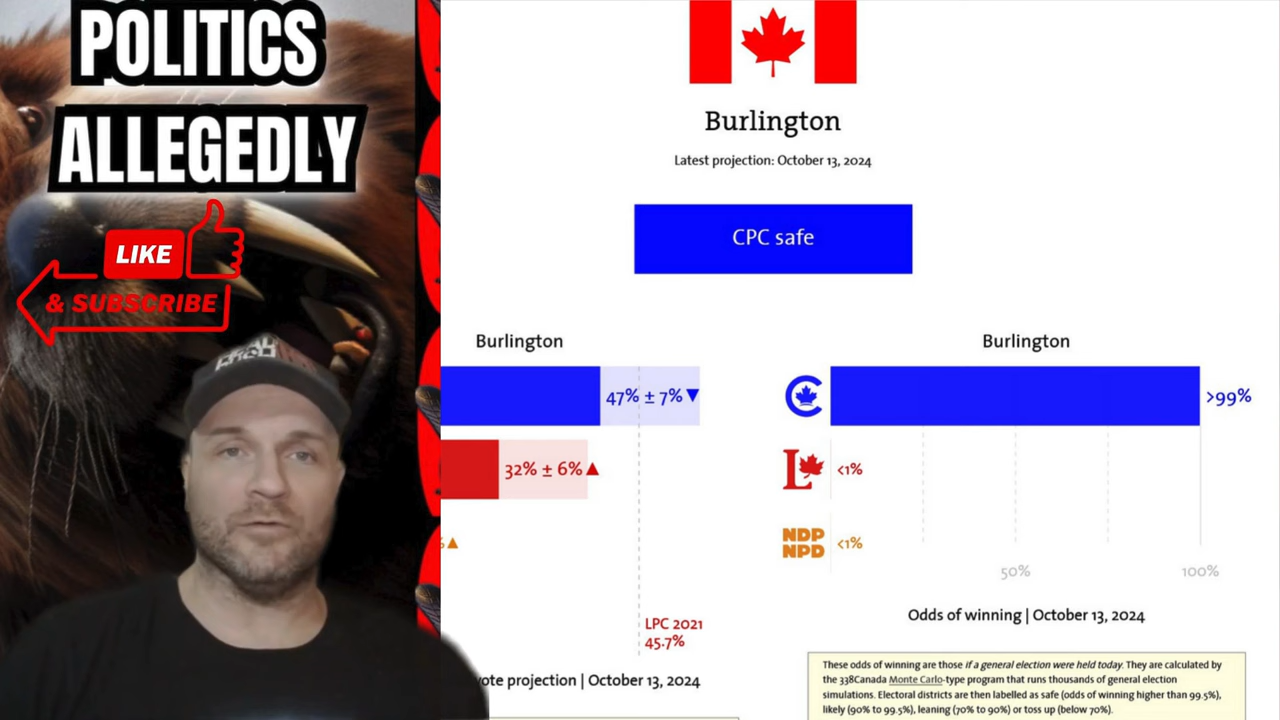 POLITICS
ALLEGEDLY
LIKE
& SUBSCRIBE
Burlington
Latest projection: October 13, 2024
CPC safe
Burlington
47% ± 7%▼
32% ± 6%▲
%▲
LPC 2021
45.7%
vote projection | October 13, 2024
Burlington
>99%
L
<1%
NDP
NPD
<1%
50%
100%
Odds of winning | October 13, 2024
These odds of winning are those if a general election were held today. They are calculated by
the 338Canada Monte Carlo-type program that runs thousands of general election
simulations. Electoral districts are then labelled as safe (odds of winning higher than 99.5%),
likely (90% to 99.5%), leaning (70% to 90%) or toss up (below 70%).